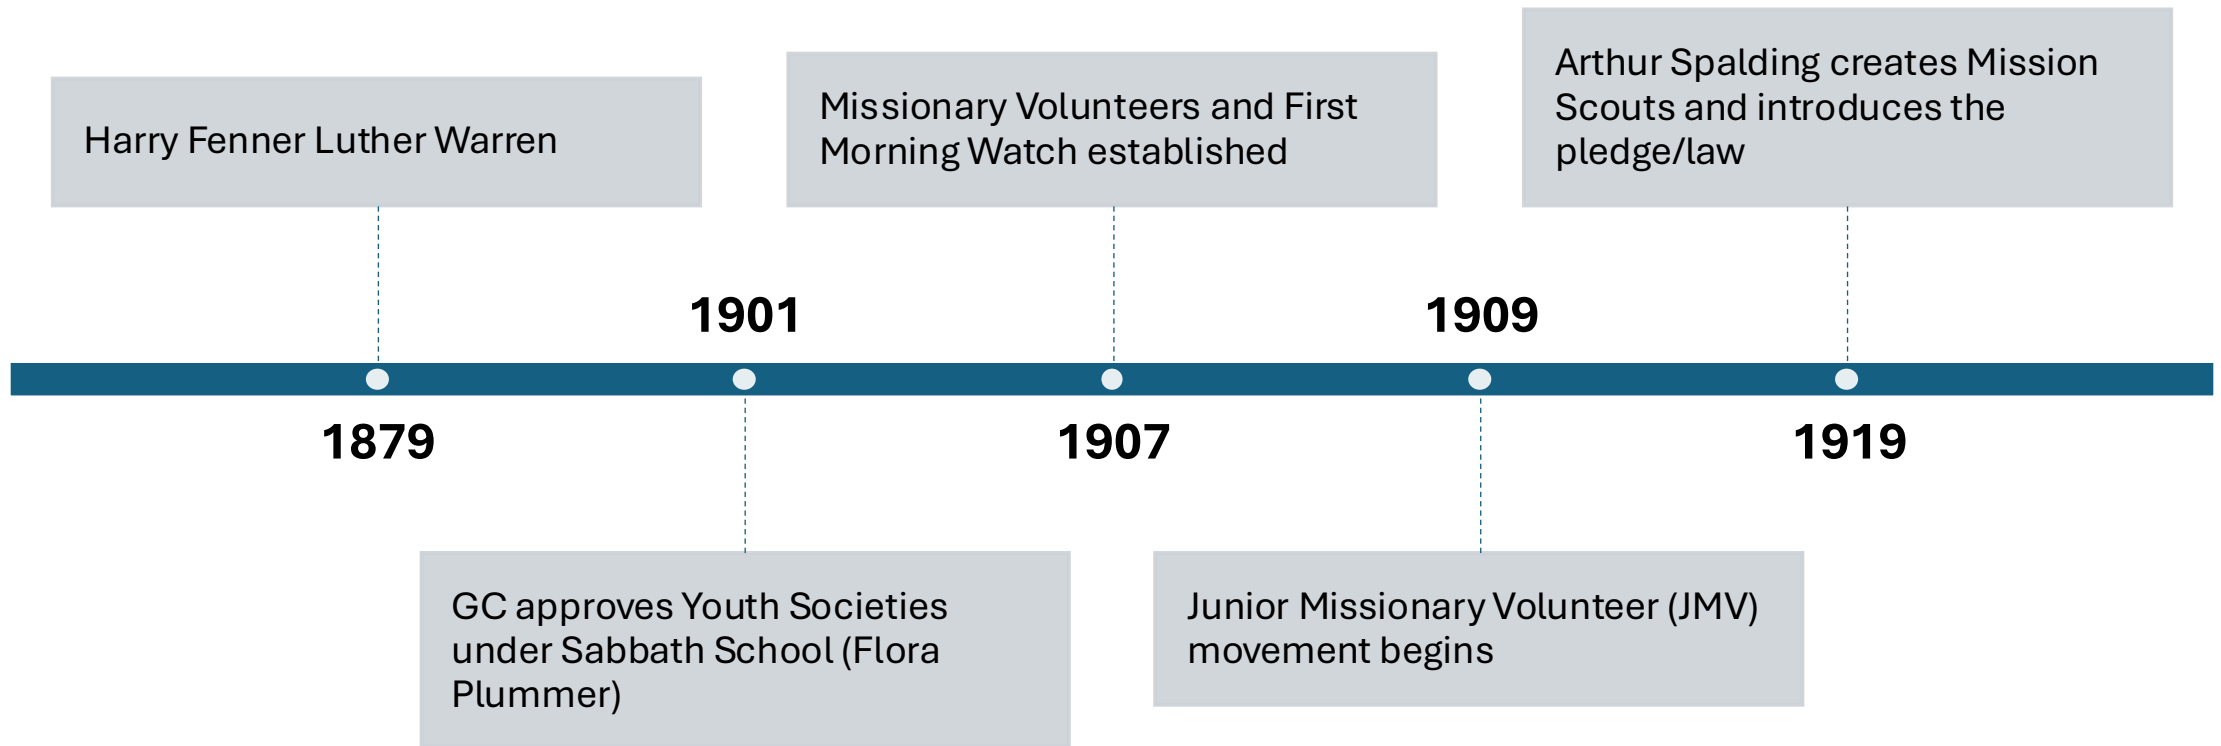 Harry Fenner Luther Warren
Missionary Volunteers and First
Morning Watch established
Arthur Spalding creates Mission
Scouts and introduces the
pledge/law
1901
1909
1879
1907
1919
GC approves Youth Societies
under Sabbath School (Flora
Plummer)
Junior Missionary Volunteer (JMV)
movement begins